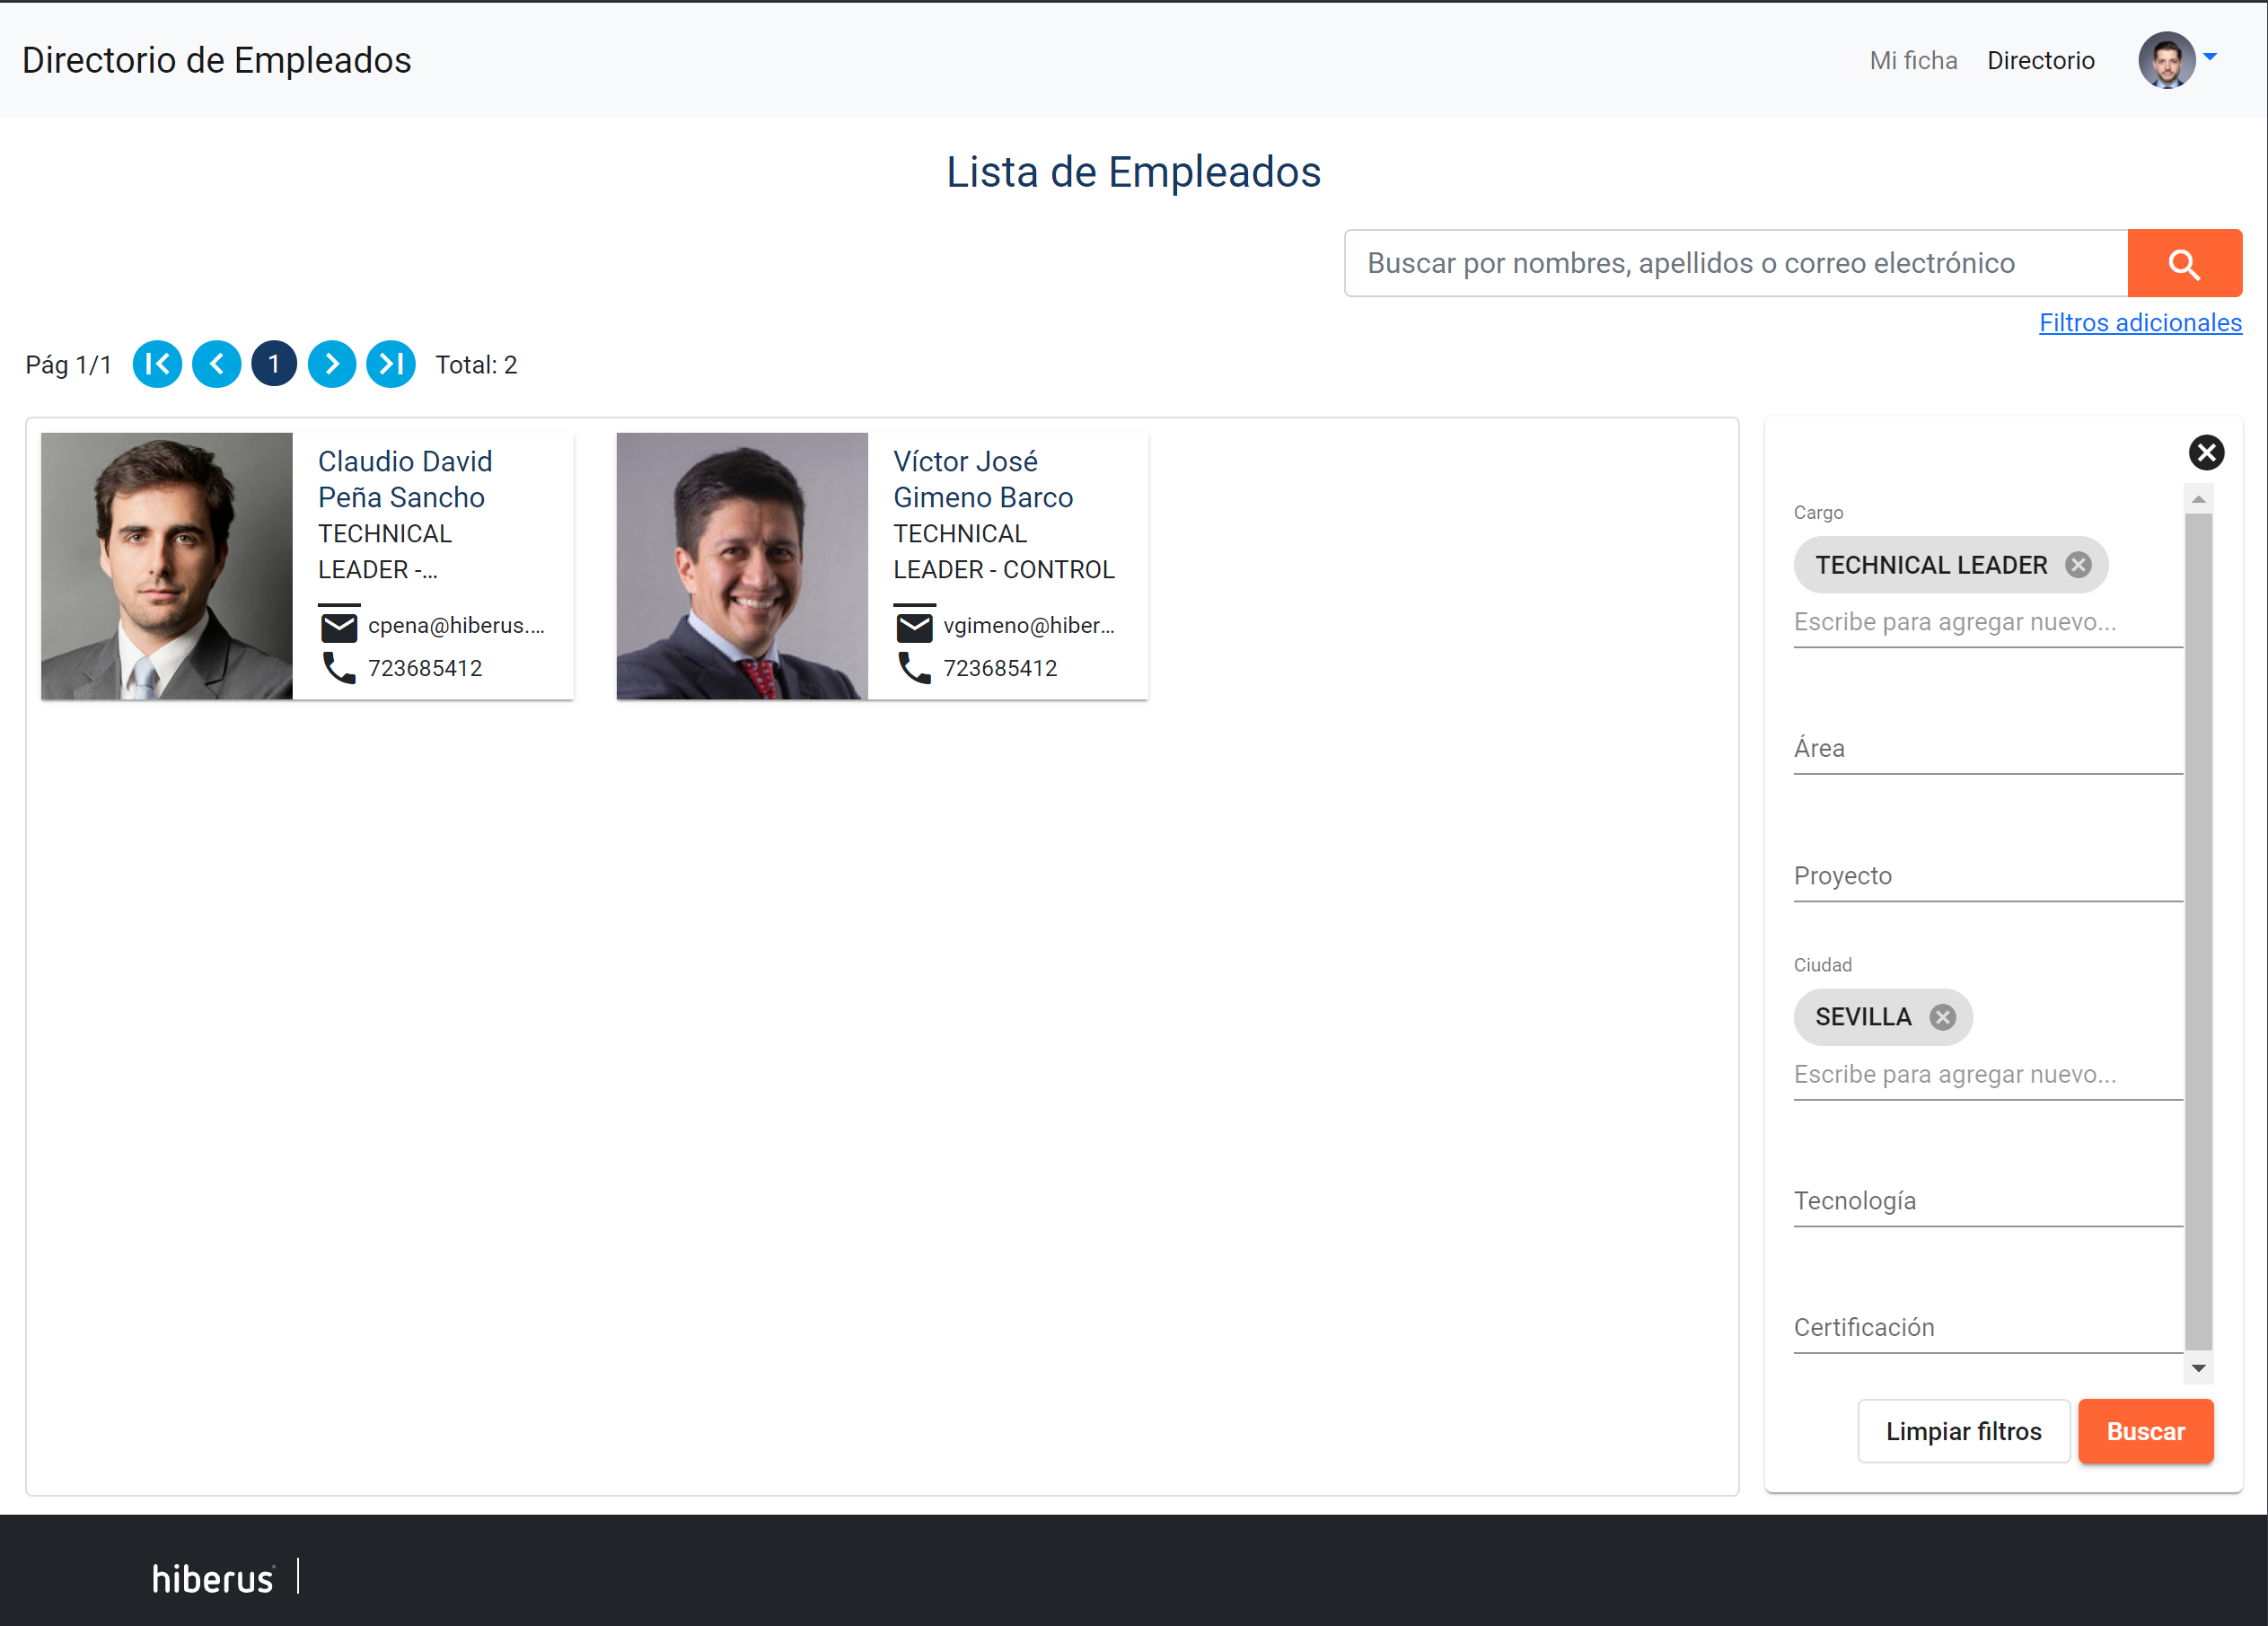 Directorio de Empleados
Mi ficha
Directorio
Lista de Empleados
Buscar por nombres, apellidos o correo electrónico
Filtros adicionales
Pág 1/1
1
Total: 2
Claudio David
Peña Sancho
TECHNICAL
LEADER -...
cpena@hiberus....
723685412
Víctor José
Gimeno Barco
TECHNICAL
LEADER - CONTROL
vgimeno@hiber...
723685412
Cargo
TECHNICAL LEADER
Escribe para agregar nuevo...
Área
Proyecto
Ciudad
SEVILLA
Escribe para agregar nuevo...
Tecnología
Certificación
Limpiar filtros
Buscar
hiberus